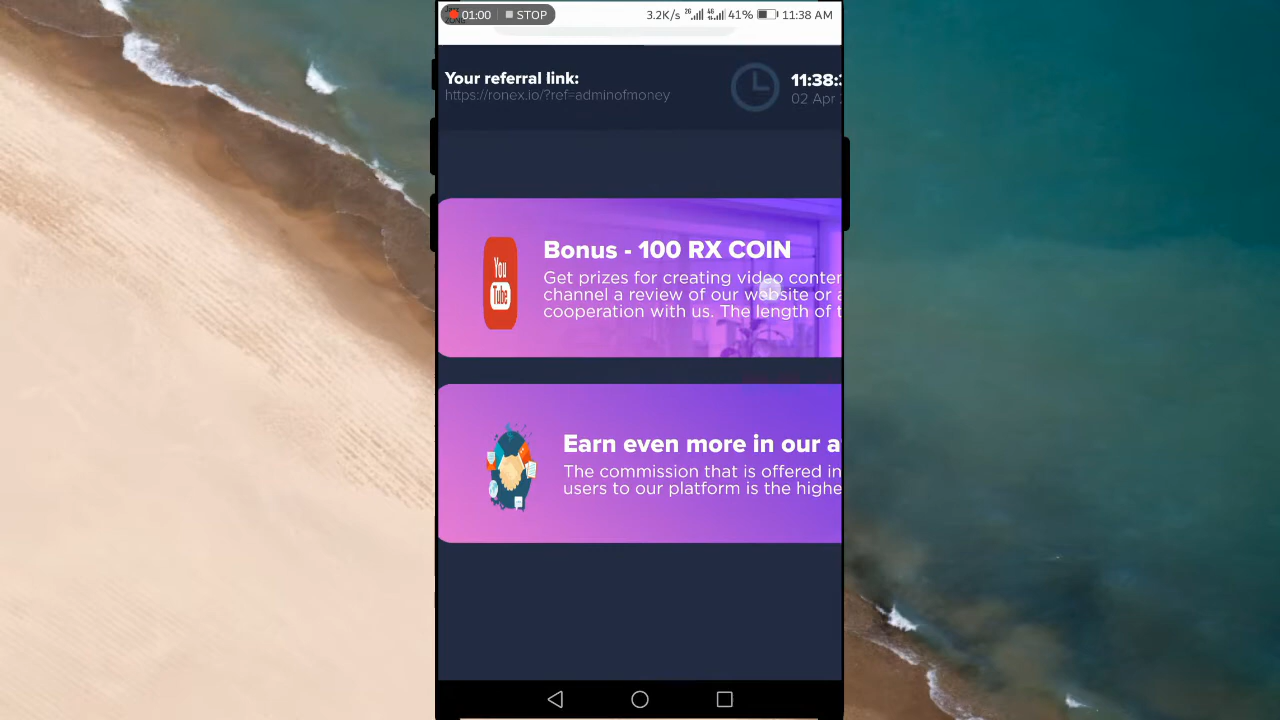 01:00 STOP 3.2K/s 2G 4G 41% 11:38 AM
Your referral link:
https://ronex.io/?ref=adminofmoney
11:38:
02 Apr
You
Tube
Bonus - 100 RX COIN
Get prizes for creating video conten
channel a review of our website or a
cooperation with us. The length of t
Earn even more in our a
The commission that is offered in
users to our platform is the highe